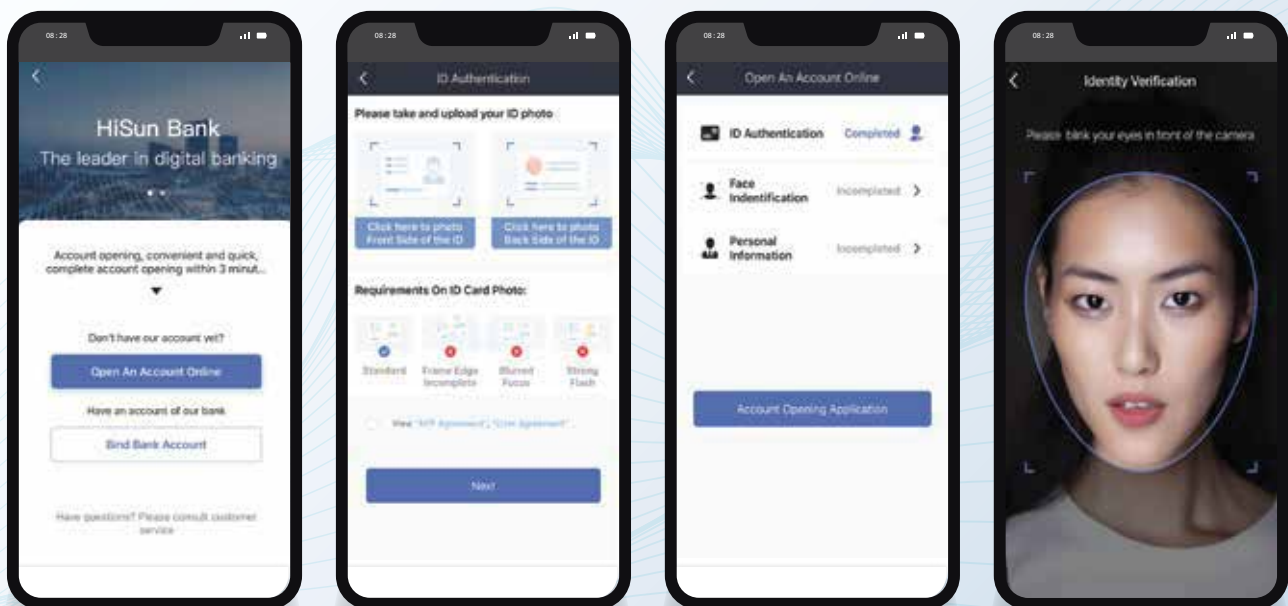 08:28
HiSun Bank
The leader in digital banking
Account opening, convenient and quick,
complete account opening within 3 minut...
Don't have our account yet?
Open An Account Online
Have an account of our bank
Bind Bank Account
Have questions? Please consult customer
service
08:28
ID Authentication
Please take and upload your ID photo
Click here to photo
Front Side of the ID
Click here to photo
Back Side of the ID
Requirements On ID Card Photo:
Standard
Frame Edge
Incomplete
Blurred
Focus
Strong
Flash
View
Agreement", "User Agreement"
Next
08:28
Open An Account Online
ID Authentication Completed
Face
Indentification
Incompleted
Personal
Information
Incompleted
Account Opening Application
08:28
Identity Verification
Please blink your eyes in front of the camera